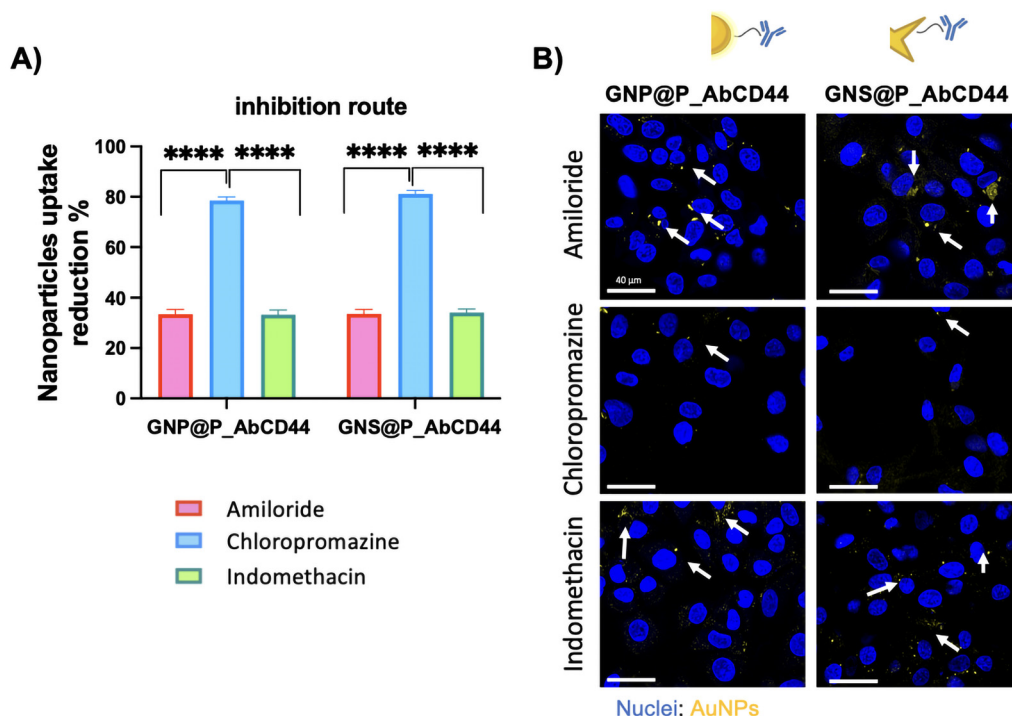 A)
inhibition route
Nanoparticles uptake
reduction %
100
80
60
40
20
0
**** ****
**** ****
GNP@P_AbCD44
GNS@P_AbCD44
Amiloride
Chloropromazine
Indomethacin
B)
GNP@P_AbCD44
GNS@P_AbCD44
Amiloride
40 µm
Chloropromazine
Indomethacin
Nuclei; AuNPs